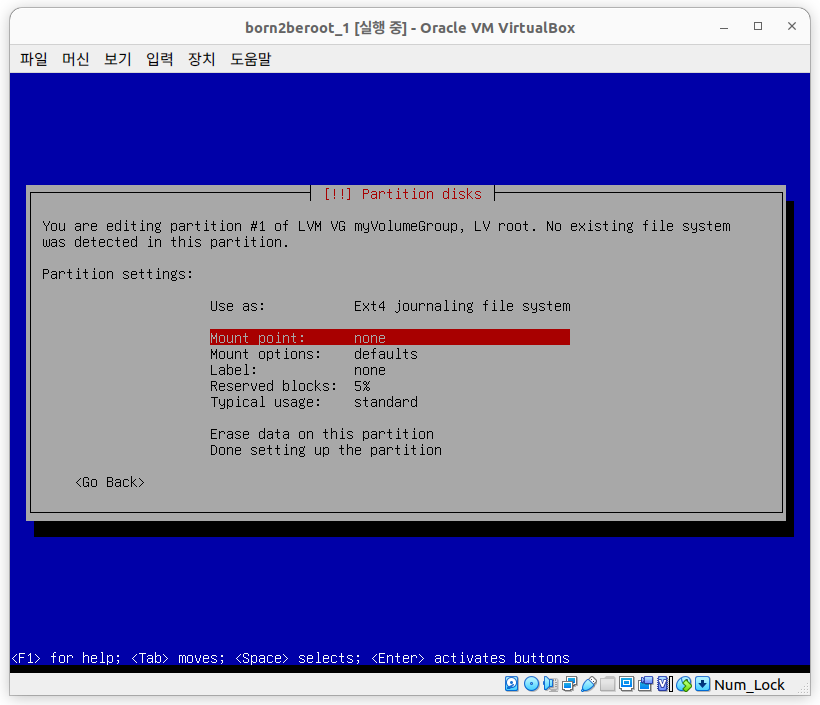 born2beroot_1 [실행 중] - Oracle VM VirtualBox
파일 머신 보기 입력 장치 도움말
[!!] Partition disks
You are editing partition #1 of LVM VG myVolumeGroup, LV root. No existing file system
was detected in this partition.
Partition settings:
Use as: Ext4 journaling file system
Mount point: none
Mount options: defaults
Label: none
Reserved blocks: 5%
Typical usage: standard
Erase data on this partition
Done setting up the partition
<Go Back>
<F1> for help; <Tab> moves; <Space> selects; <Enter> activates buttons
Num_Lock